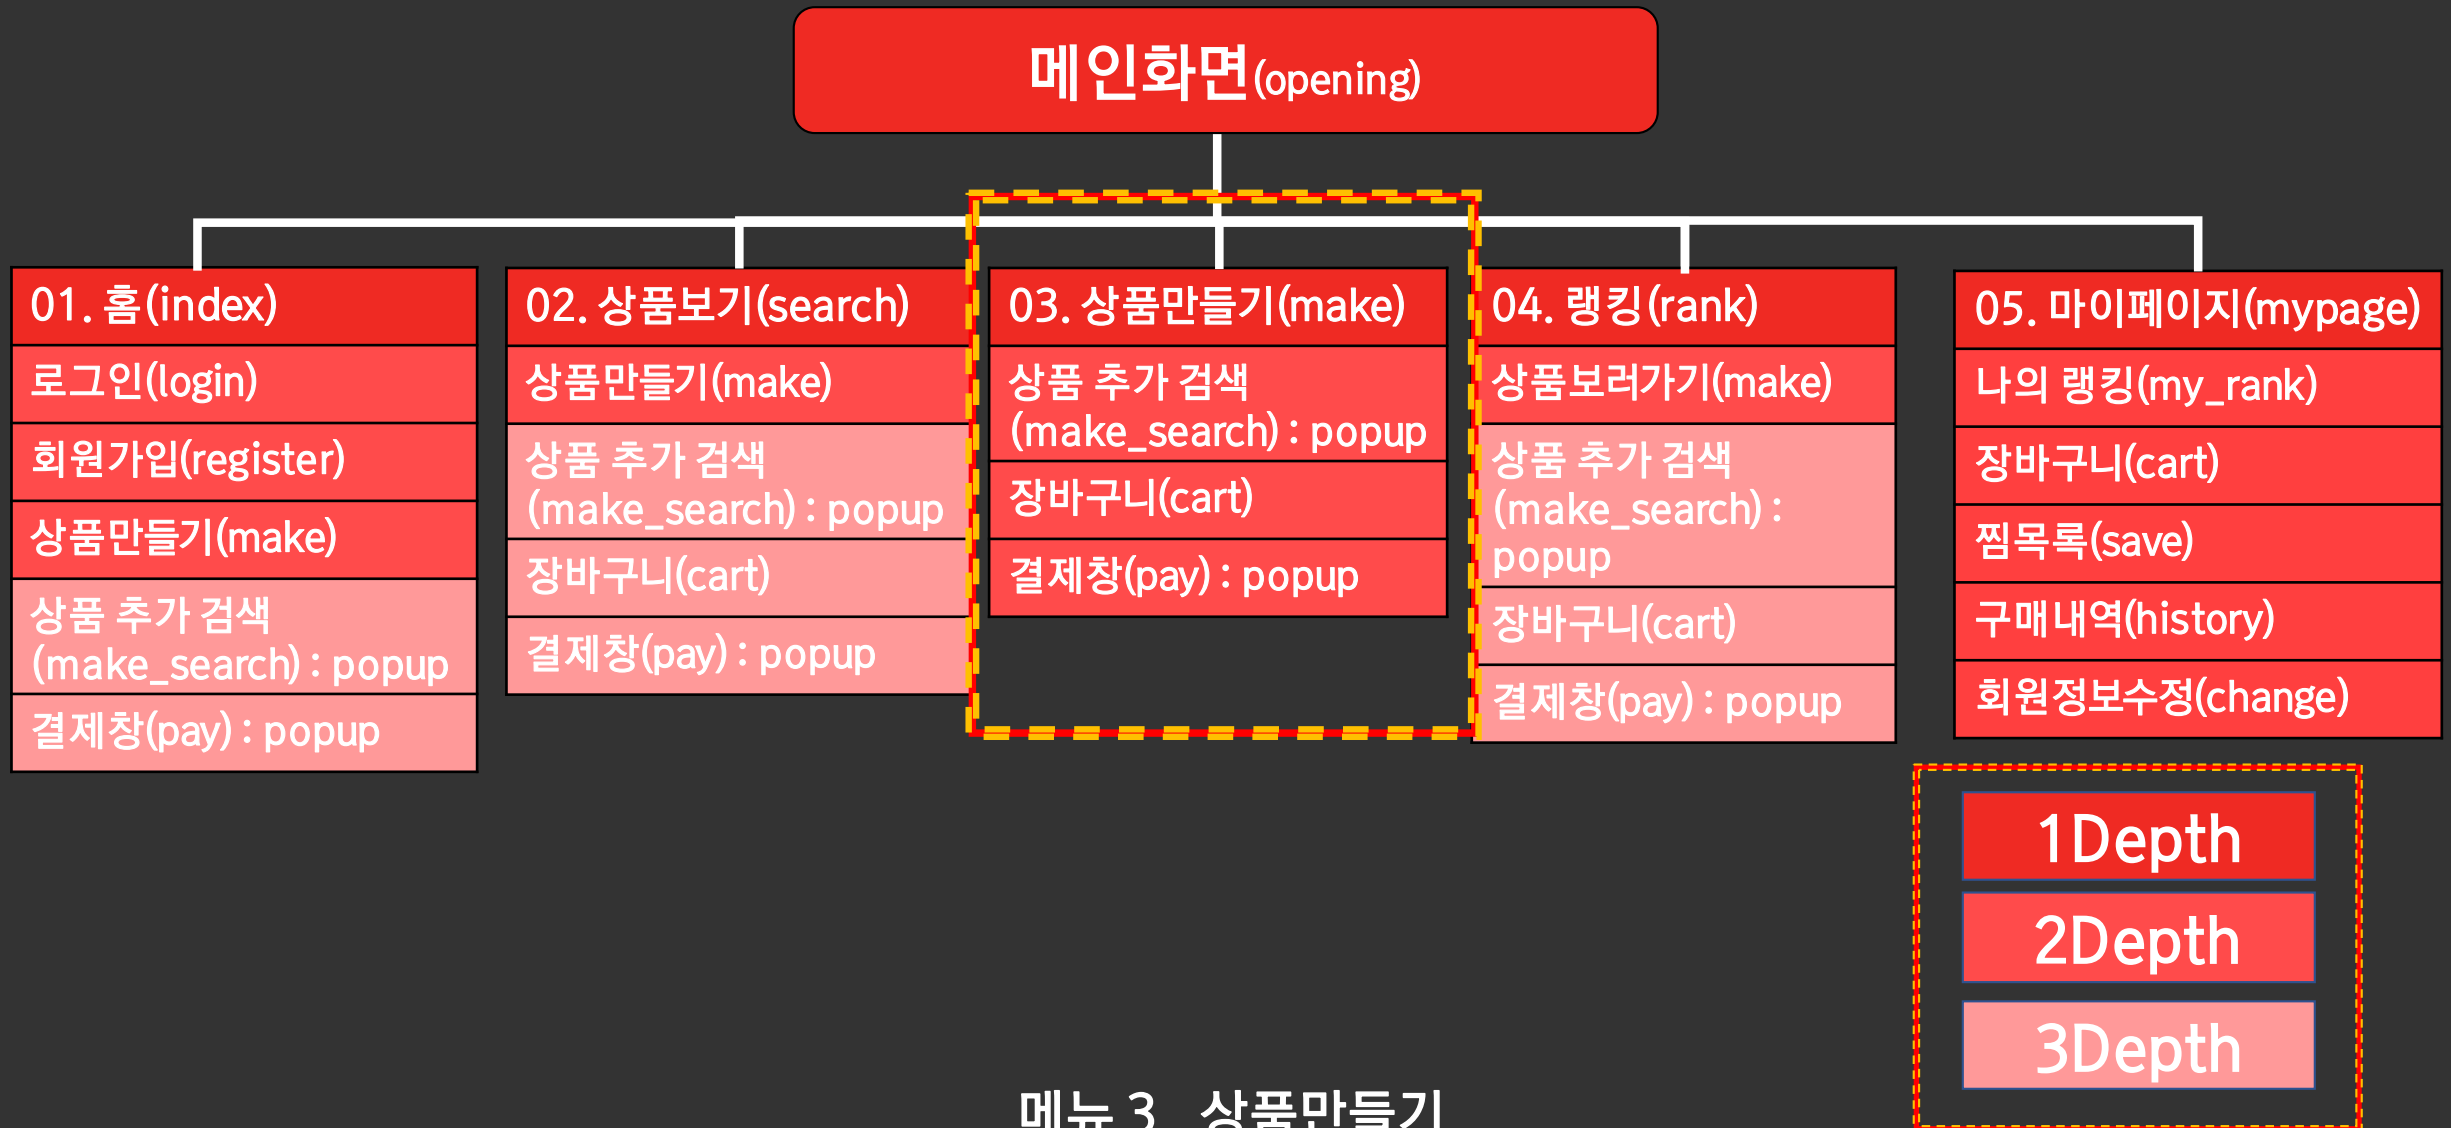 메인화면(opening)
01. 홈(index)
로그인(login)
회원가입(register)
상품만들기(make)
상품 추가 검색
(make_search) : popup
결제창(pay) : popup
02. 상품보기(search)
상품만들기(make)
상품 추가 검색
(make_search) : popup
장바구니(cart)
결제창(pay) : popup
03. 상품만들기(make)
상품 추가 검색
(make_search) : popup
장바구니(cart)
결제창(pay) : popup
04. 랭킹(rank)
상품보러가기(make)
상품 추가 검색
(make_search) :
popup
장바구니(cart)
결제창(pay) : popup
05. 마이페이지(mypage)
나의 랭킹(my_rank)
장바구니(cart)
찜목록(save)
구매내역(history)
회원정보수정(change)
1Depth
2Depth
3Depth
메뉴 3. 상품만들기